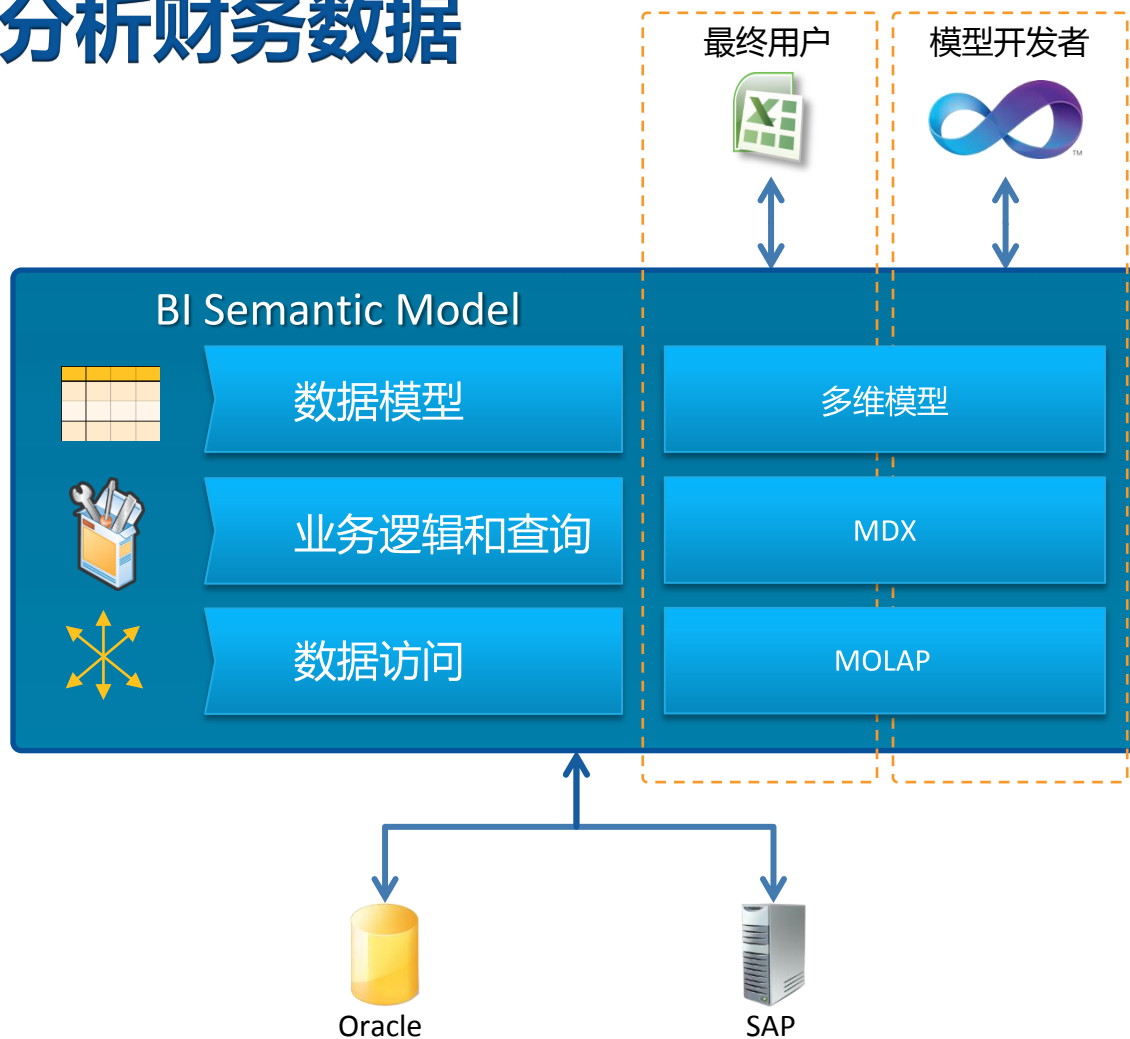 分析财务数据
最终用户
模型开发者
TM
BI Semantic Model
数据模型
多维模型
业务逻辑和查询
MDX
数据访问
MOLAP
Oracle
SAP